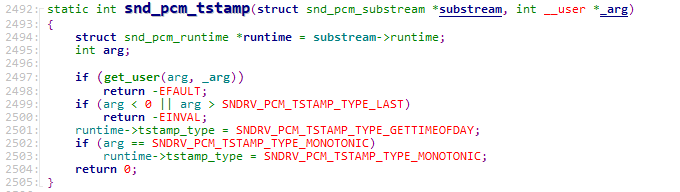 2492: static int snd_pcm_tstamp(struct snd_pcm_substream *substream, int __user *_arg)
2493: {
2494: struct snd_pcm_runtime *runtime = substream->runtime;
2495: int arg;
2496:
2497: if (get_user(arg, _arg))
2498: return -EFAULT;
2499: if (arg < 0 || arg > SNDRV_PCM_TSTAMP_TYPE_LAST)
2500: return -EINVAL;
2501: runtime->tstamp_type = SNDRV_PCM_TSTAMP_TYPE_GETTIMEOFDAY;
2502: if (arg == SNDRV_PCM_TSTAMP_TYPE_MONOTONIC)
2503: runtime->tstamp_type = SNDRV_PCM_TSTAMP_TYPE_MONOTONIC;
2504: return 0;
2505: }